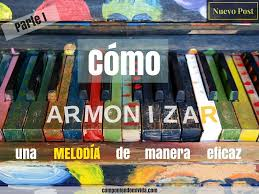 Parte I
Nuevo Post
Cómo
ARMONIZAR
una MELODÍA de manera eficaz
componiendomivida.com